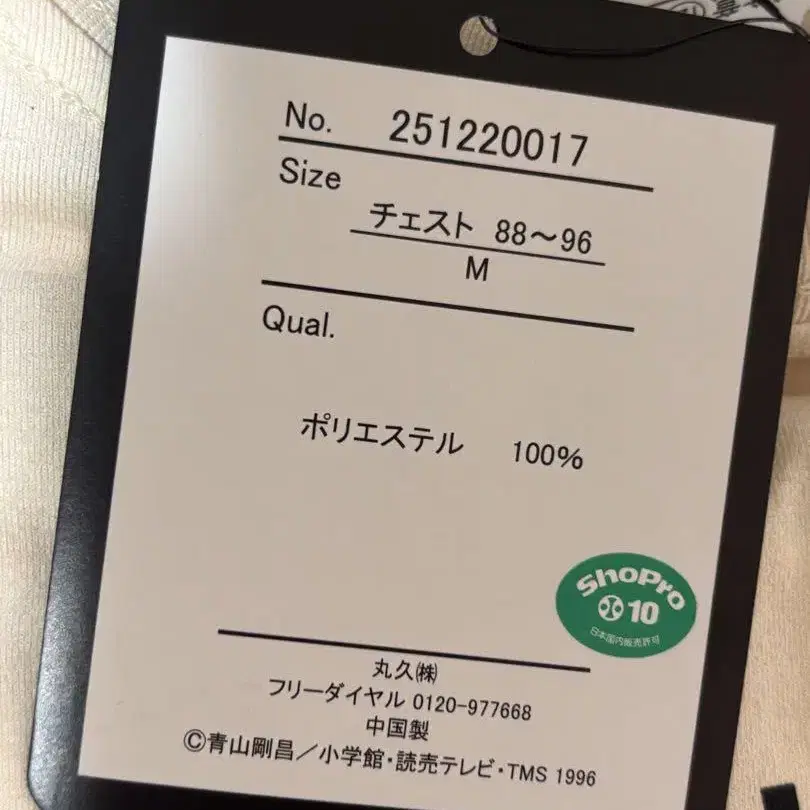 No. 251220017
Size
チェスト 88～96
M
Qual.
ポリエステル 100%
ShoPro
10
日本国内販売許可
丸久㈱
フリーダイヤル 0120-977668
中国製
©青山剛昌／小学館・読売テレビ・TMS 1996